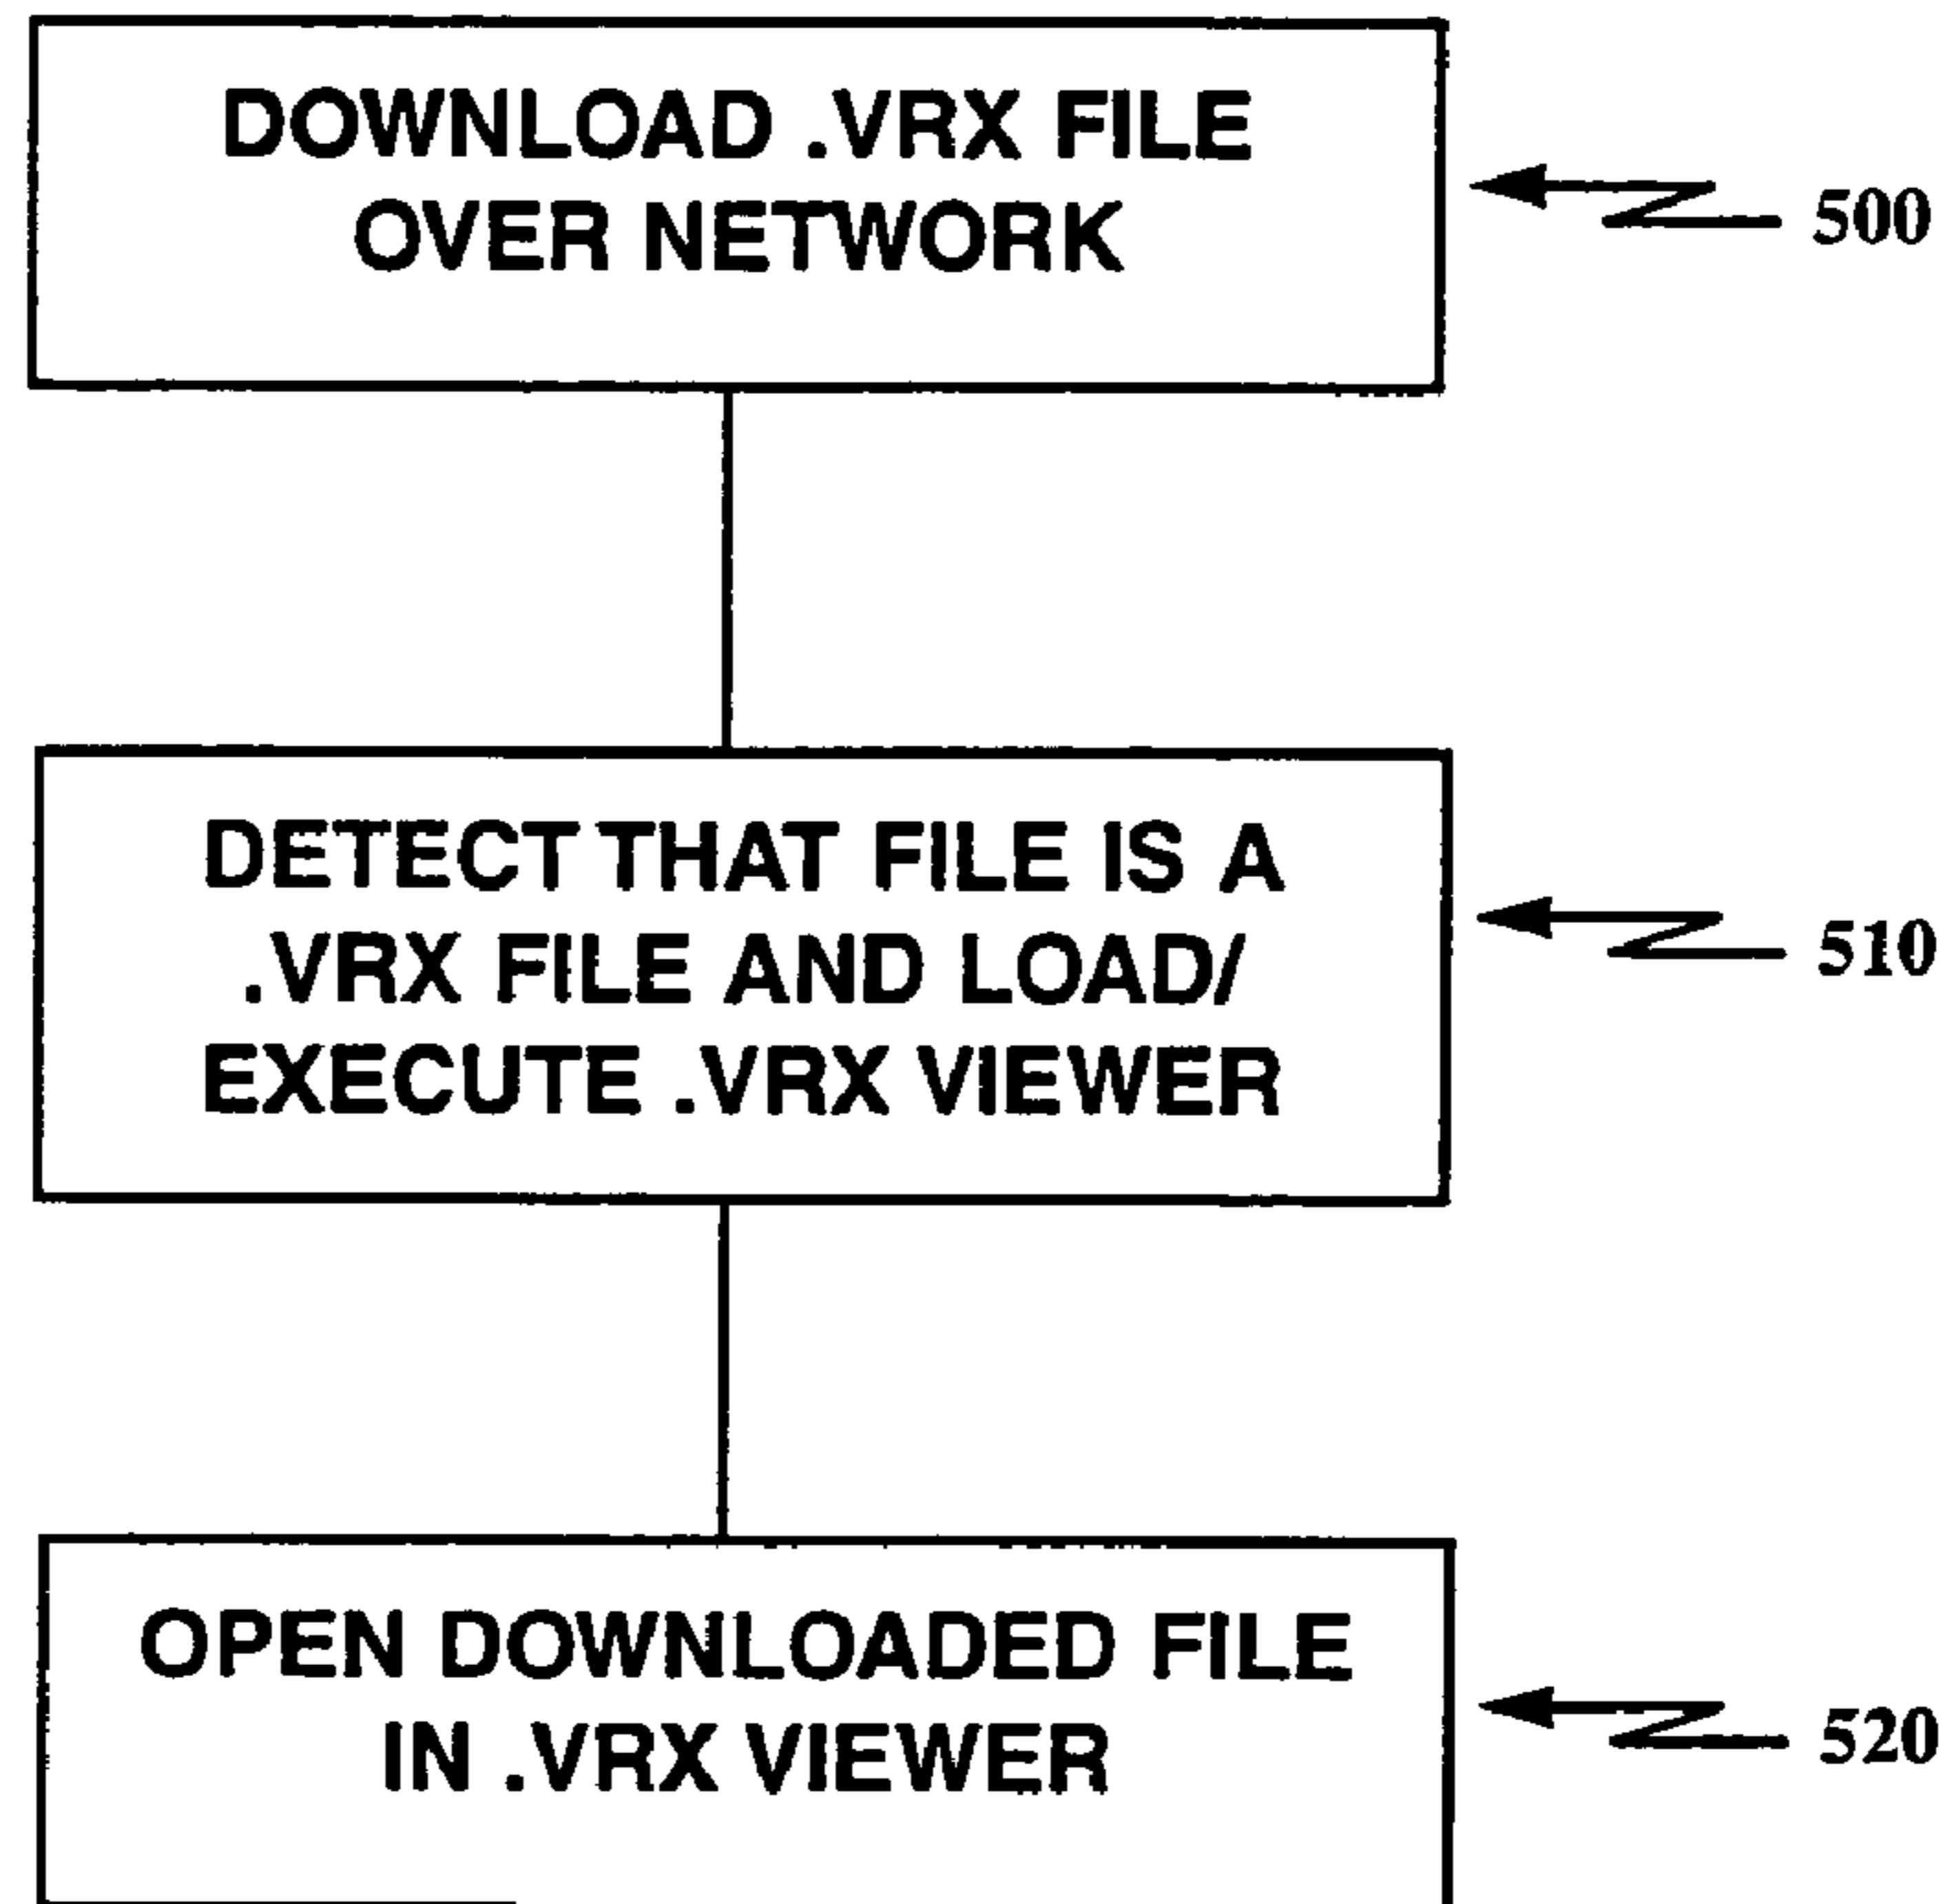 DOWNLOAD .VRX FILE
OVER NETWORK
500
DETECT THAT FILE IS A
.VRX FILE AND LOAD/
EXECUTE .VRX VIEWER
510
OPEN DOWNLOADED FILE
IN .VRX VIEWER
520